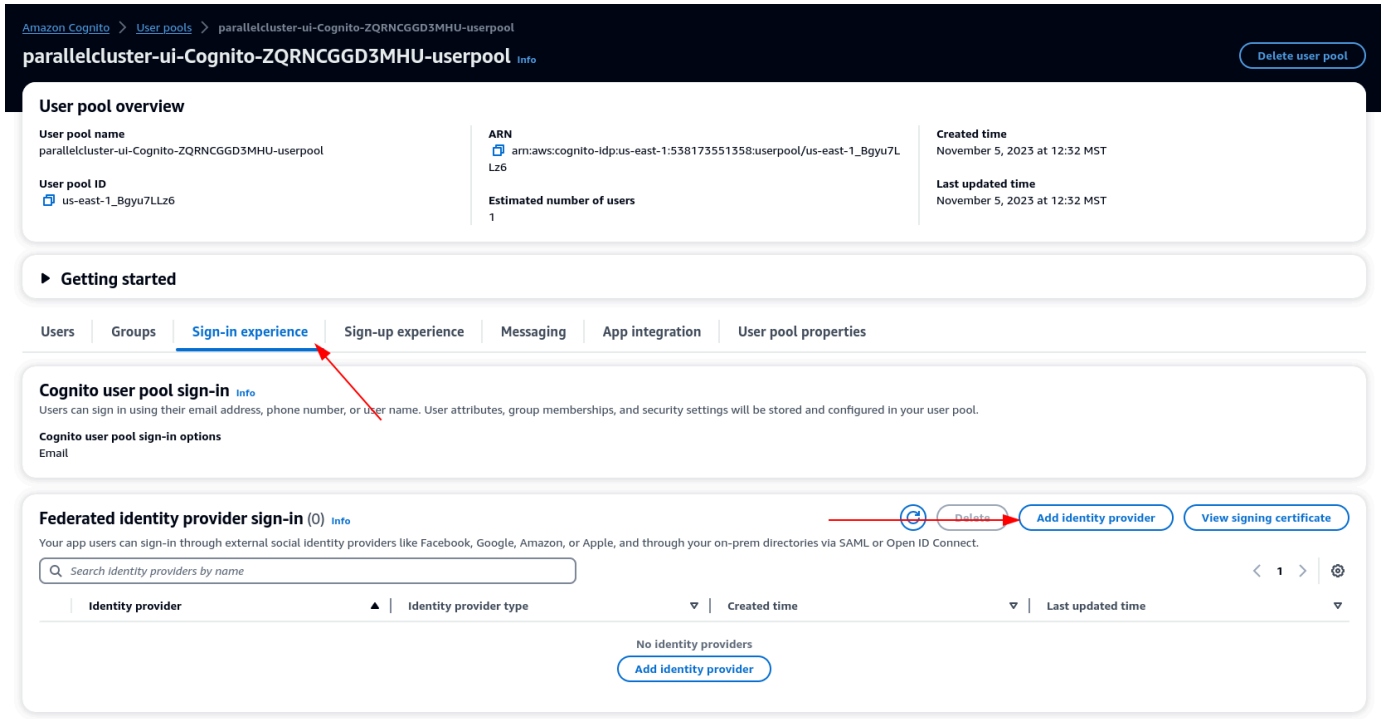 Amazon Cognito > User pools > parallelcluster-ui-Cognito-ZQRNCGGD3MHU-userpool
parallelcluster-ui-Cognito-ZQRNCGGD3MHU-userpool Info
Delete user pool
User pool overview
User pool name
parallelcluster-ui-Cognito-ZQRNCGGD3MHU-userpool
User pool ID
us-east-1_Bgyu7LLz6
ARN
arn:aws:cognito-idp:us-east-1:538173551358:userpool/us-east-1_Bgyu7L
Lz6
Estimated number of users
1
Created time
November 5, 2023 at 12:32 MST
Last updated time
November 5, 2023 at 12:32 MST
Getting started
Users Groups Sign-in experience Sign-up experience Messaging App integration User pool properties
Cognito user pool sign-in Info
Users can sign in using their email address, phone number, or user name. User attributes, group memberships, and security settings will be stored and configured in your user pool.
Cognito user pool sign-in options
Email
Federated identity provider sign-in (0) Info
Delete Add identity provider View signing certificate
Your app users can sign-in through external social identity providers like Facebook, Google, Amazon, or Apple, and through your on-prem directories via SAML or Open ID Connect.
Search identity providers by name
1
Identity provider Identity provider type Created time Last updated time
No identity providers
Add identity provider